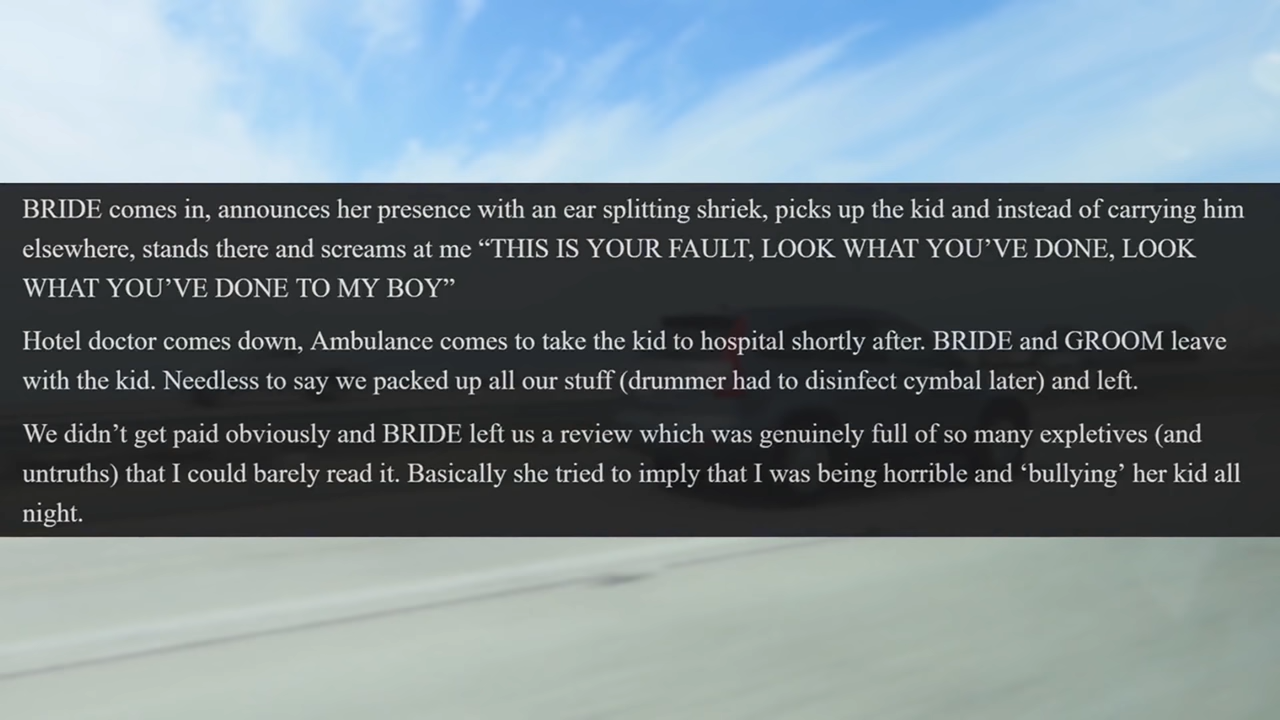 BRIDE comes in, announces her presence with an ear splitting shriek, picks up the kid and instead of carrying him
elsewhere, stands there and screams at me “THIS IS YOUR FAULT, LOOK WHAT YOU’VE DONE, LOOK
WHAT YOU’VE DONE TO MY BOY”
Hotel doctor comes down, Ambulance comes to take the kid to hospital shortly after. BRIDE and GROOM leave
with the kid. Needless to say we packed up all our stuff (drummer had to disinfect cymbal later) and left.
We didn’t get paid obviously and BRIDE left us a review which was genuinely full of so many expletives (and
untruths) that I could barely read it. Basically she tried to imply that I was being horrible and ‘bullying’ her kid all
night.